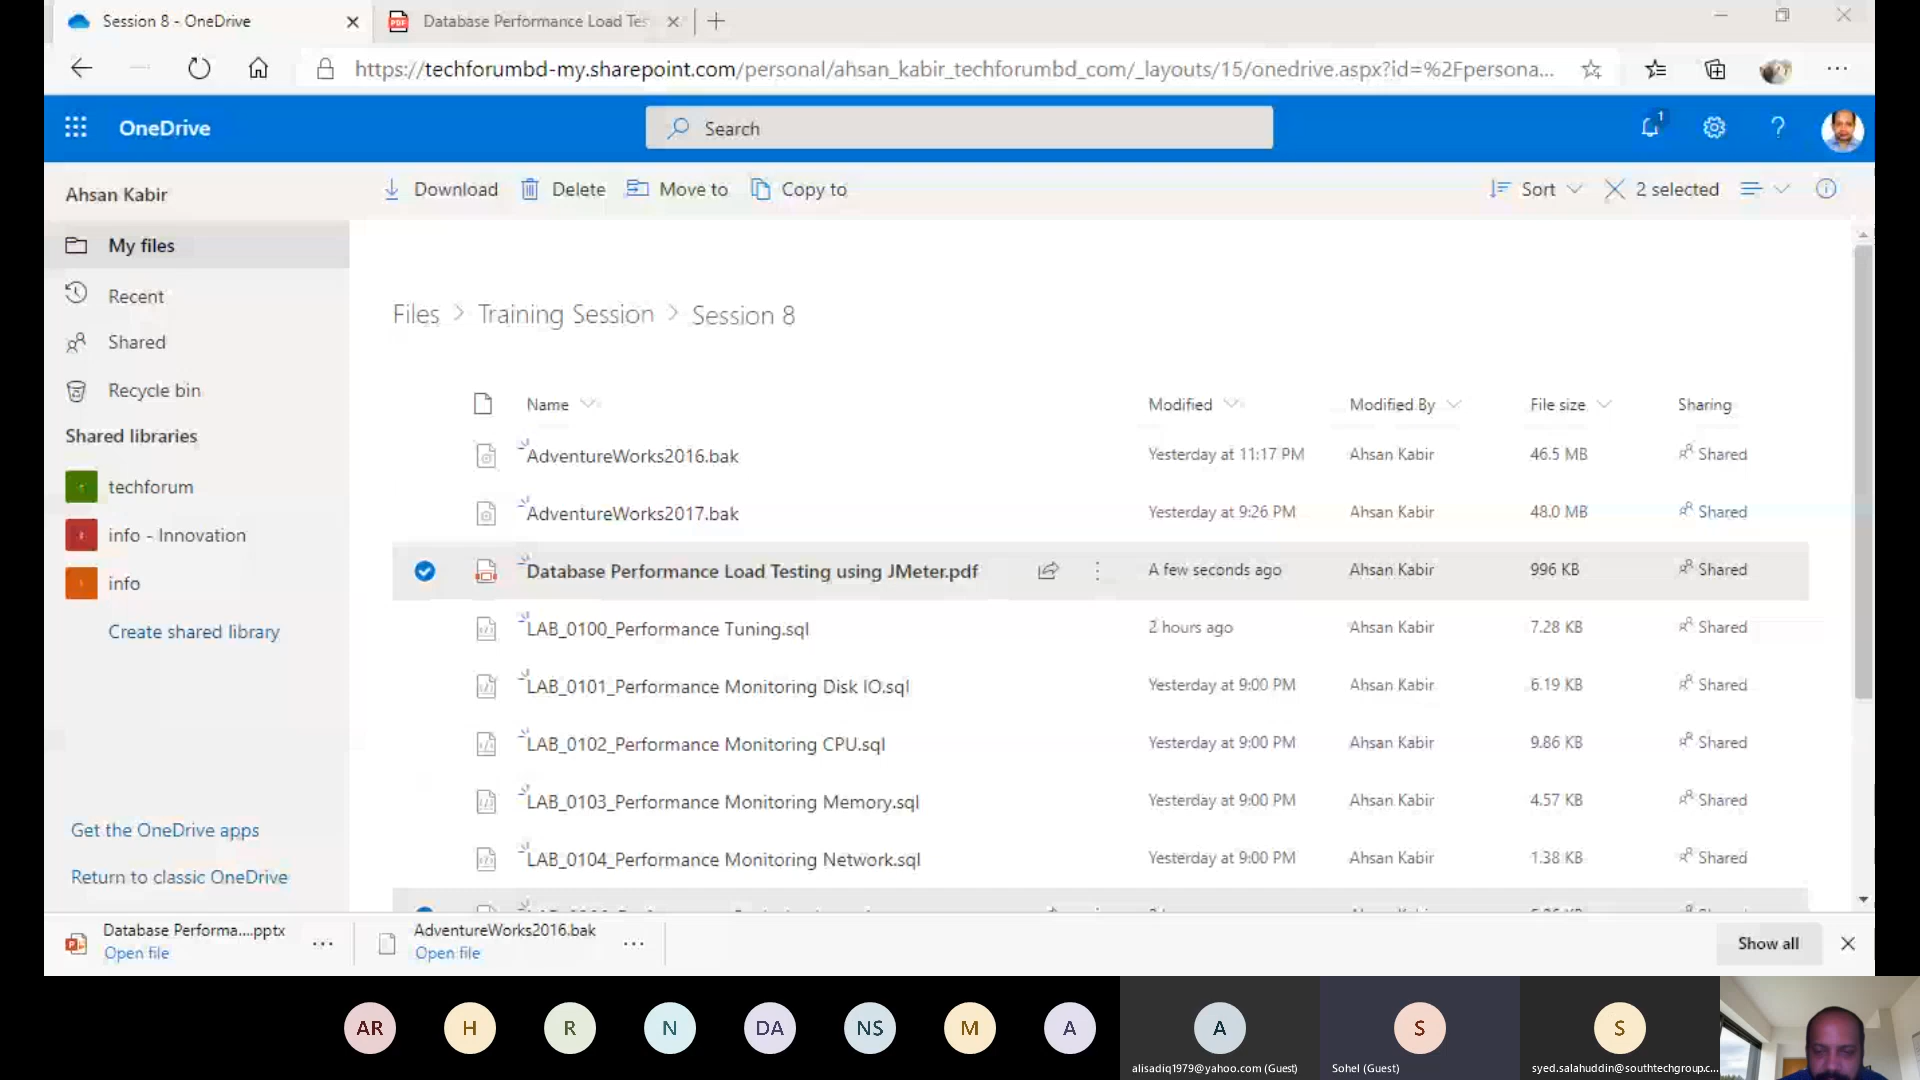 Session 8 - OneDrive
Database Performance Load Tes
https://techforumbd-my.sharepoint.com/personal/ahsan_kabir_techforumbd_com/_layouts/15/onedrive.aspx?id=%2Fpersona...
OneDrive
Search
1
Ahsan Kabir
Download
Delete
Move to
Copy to
Sort
2 selected
My files
Recent
Shared
Recycle bin
Shared libraries
techforum
info - Innovation
info
Create shared library
Get the OneDrive apps
Return to classic OneDrive
Files > Training Session > Session 8
Name Modified Modified By File size Sharing
AdventureWorks2016.bak Yesterday at 11:17 PM Ahsan Kabir 46.5 MB Shared
AdventureWorks2017.bak Yesterday at 9:26 PM Ahsan Kabir 48.0 MB Shared
Database Performance Load Testing using JMeter.pdf A few seconds ago Ahsan Kabir 996 KB Shared
LAB_0100_Performance Tuning.sql 2 hours ago Ahsan Kabir 7.28 KB Shared
LAB_0101_Performance Monitoring Disk IO.sql Yesterday at 9:00 PM Ahsan Kabir 6.19 KB Shared
LAB_0102_Performance Monitoring CPU.sql Yesterday at 9:00 PM Ahsan Kabir 9.86 KB Shared
LAB_0103_Performance Monitoring Memory.sql Yesterday at 9:00 PM Ahsan Kabir 4.57 KB Shared
LAB_0104_Performance Monitoring Network.sql Yesterday at 9:00 PM Ahsan Kabir 1.38 KB Shared
Database Performa....pptx
Open file
AdventureWorks2016.bak
Open file
Show all
AR H R N DA NS M A A S S
alisadiq1979@yahoo.com (Guest)
Sohel (Guest)
syed.salahuddin@southtechgroup.c...